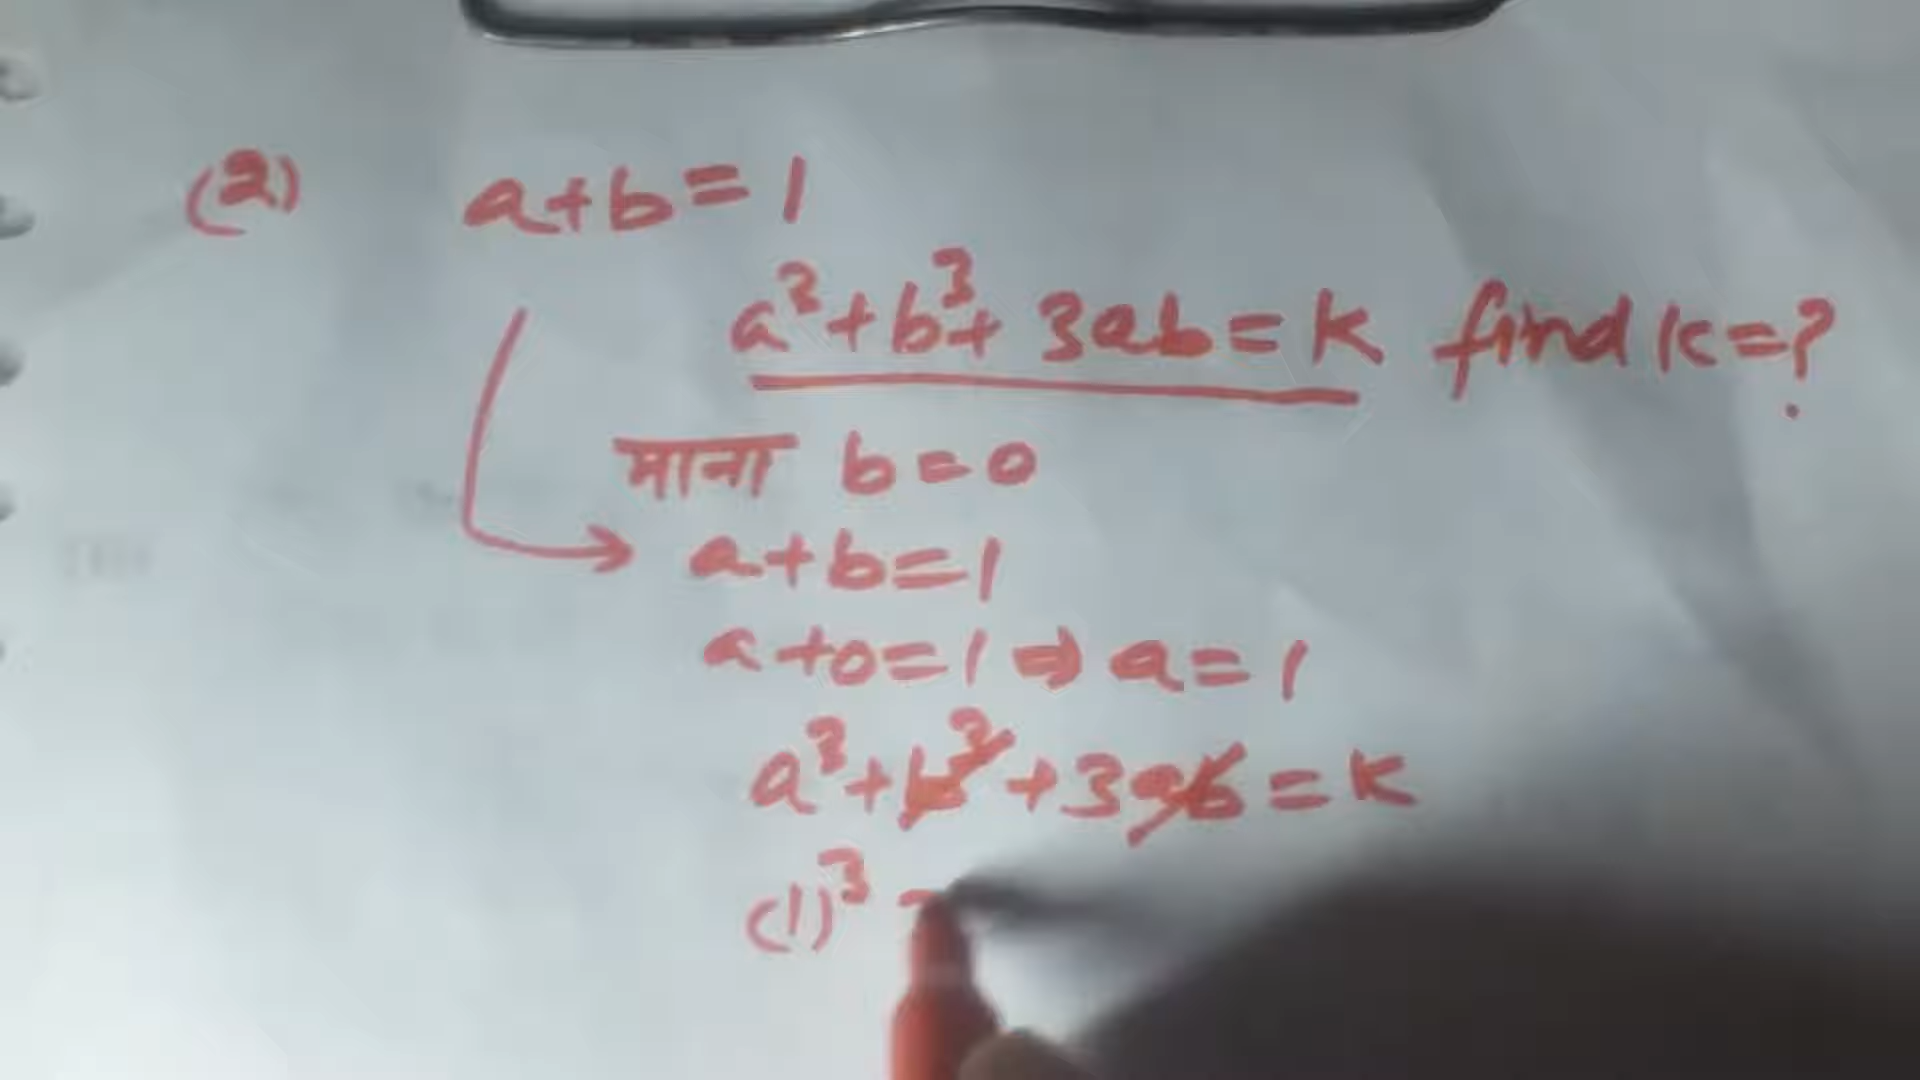 (2) a+b=1
a³+b³+3ab=k find k=?
माना b=0
a+b=1
a+0=1⇒a=1
a³+b³+3ab=k
(1)³ =